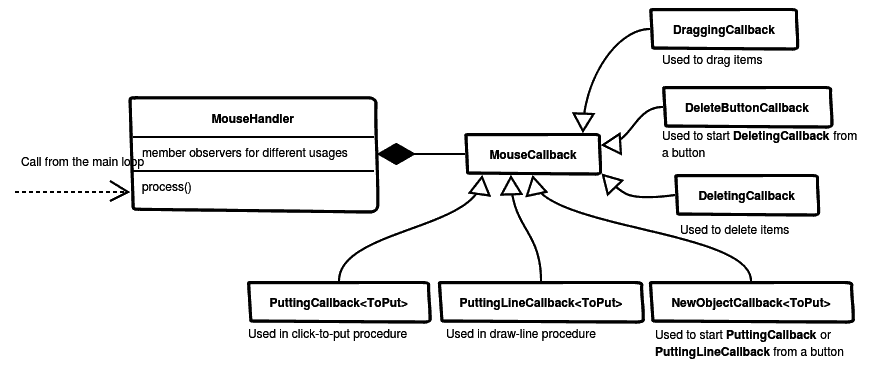 DraggingCallback
Used to drag items
DeleteButtonCallback
Used to start DeletingCallback from
a button
MouseHandler
member observers for different usages
process()
Call from the main loop
MouseCallback
DeletingCallback
Used to delete items
PuttingCallback<ToPut>
Used in click-to-put procedure
PuttingLineCallback<ToPut>
Used in draw-line procedure
NewObjectCallback<ToPut>
Used to start PuttingCallback or
PuttingLineCallback from a button